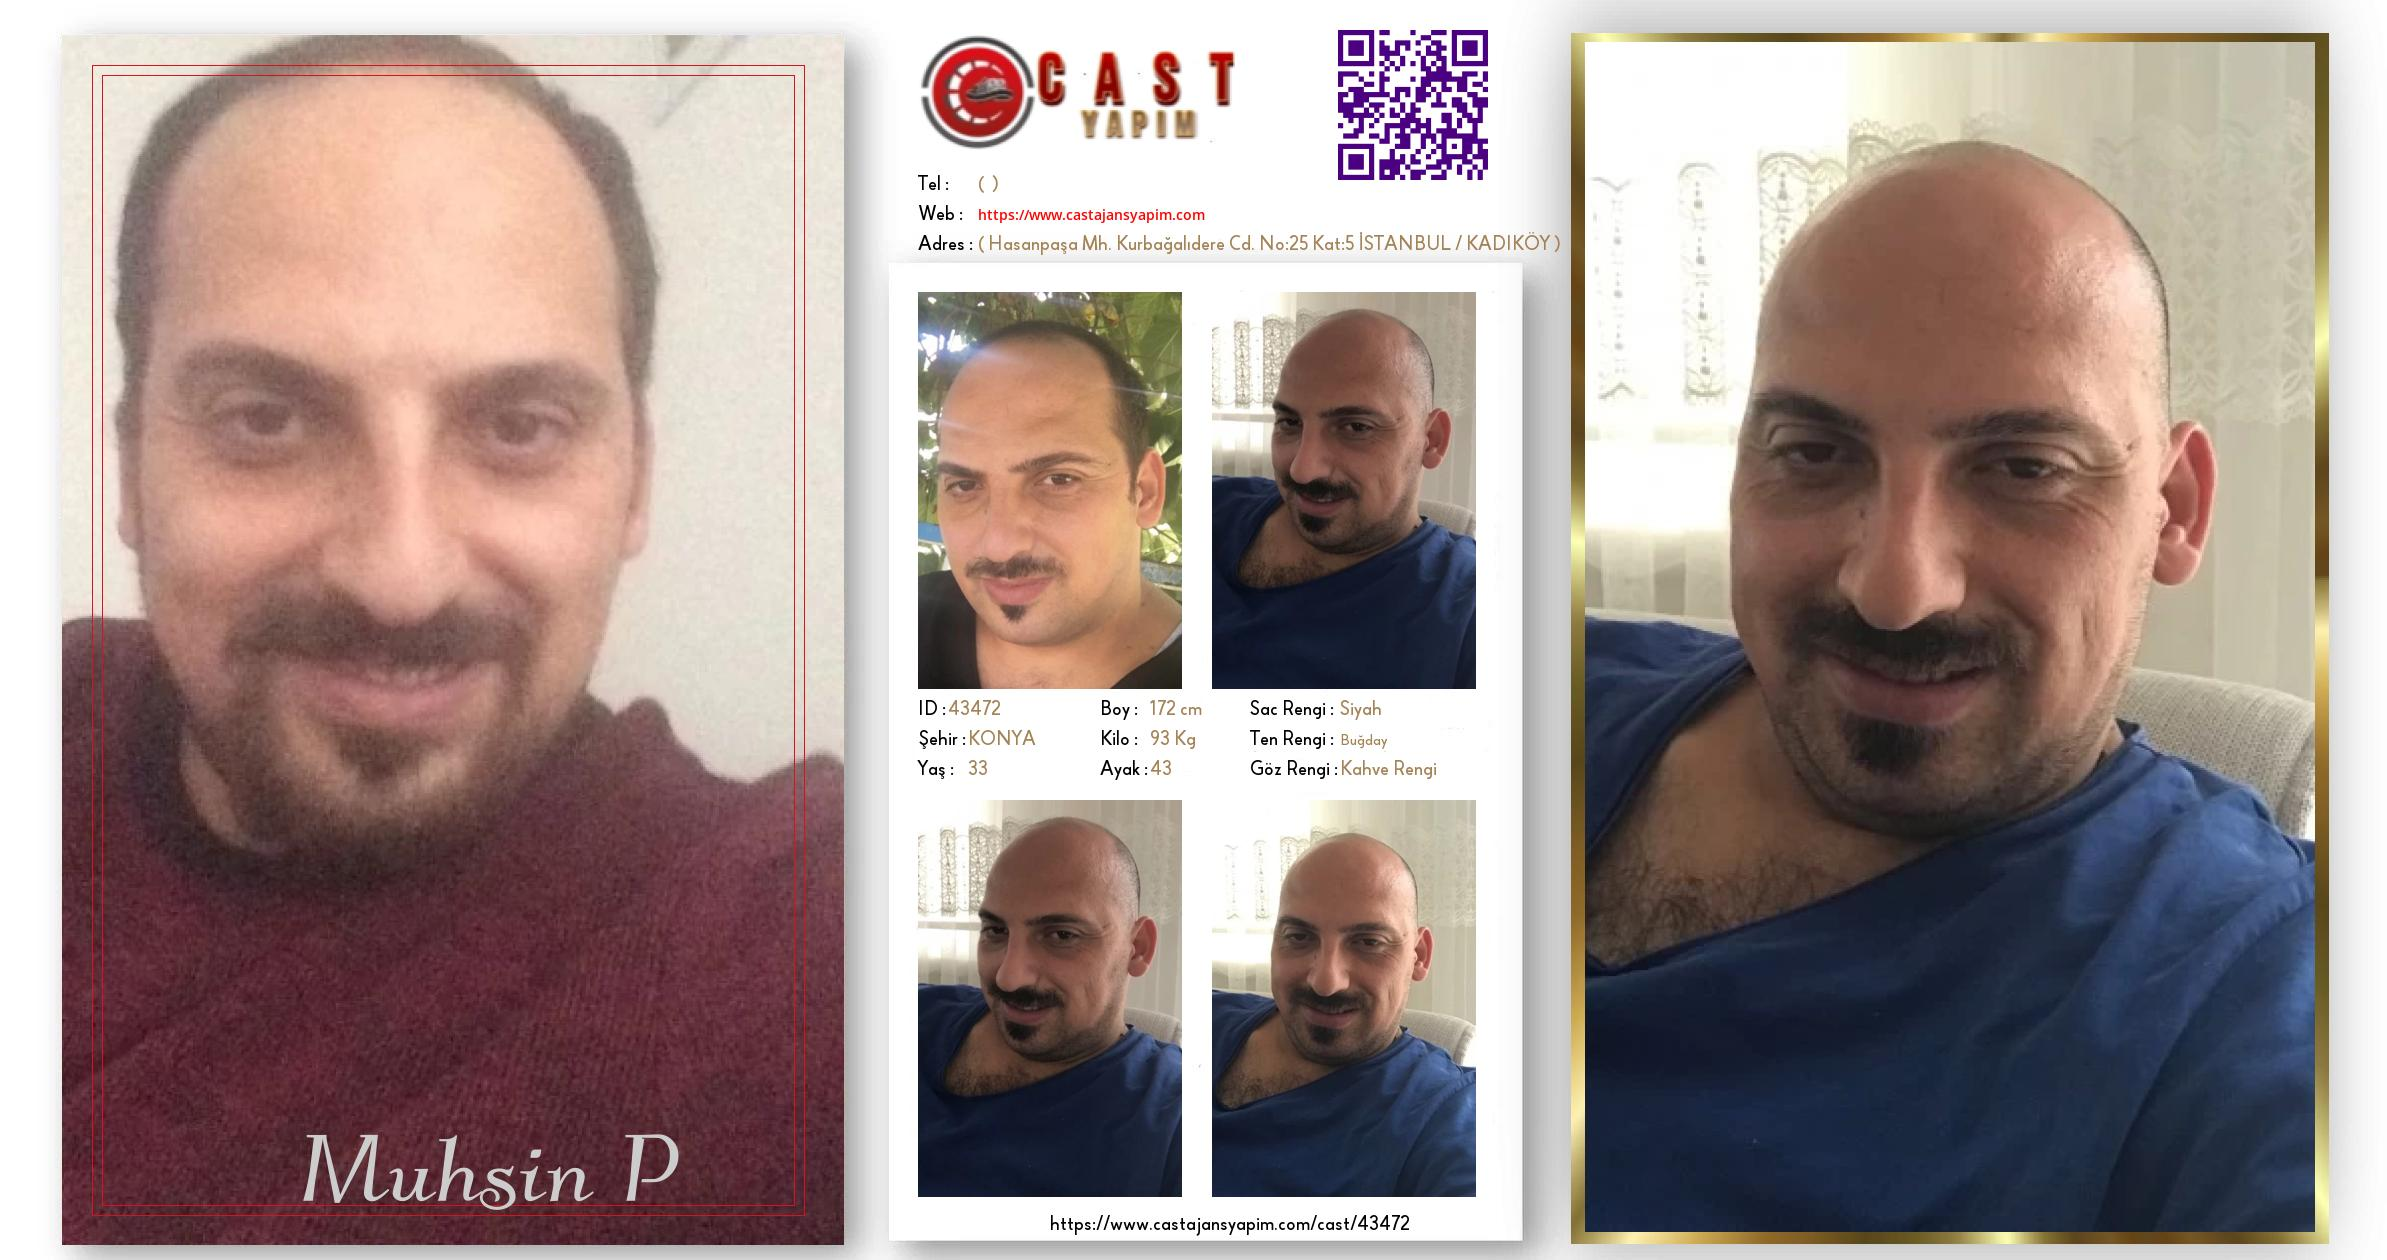 Muhsin P
CAST
YAPIM
Tel : ( )
Web : https://www.castajansyapim.com
Adres : ( Hasanpaşa Mh. Kurbağalıdere Cd. No:25 Kat:5 İSTANBUL / KADIKÖY )
ID : 43472 Boy : 172 cm Sac Rengi : Siyah
Şehir : KONYA Kilo : 93 Kg Ten Rengi : Buğday
Yaş : 33 Ayak : 43 Göz Rengi : Kahve Rengi
https://www.castajansyapim.com/cast/43472